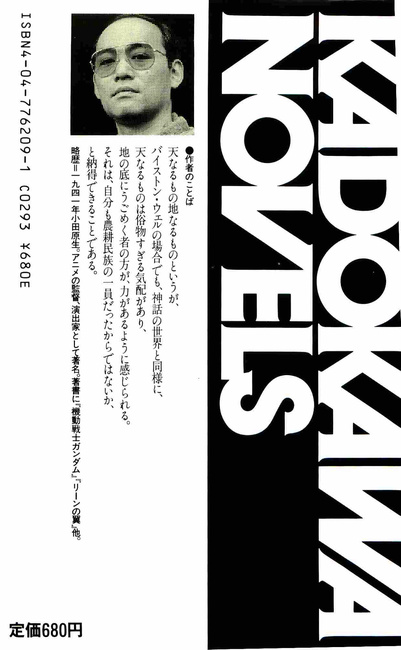 KADOKAWA
NOVELS
●作者のことば
天なるもの地なるものというが、
バイストン・ウェルの場合でも、神話の世界と同様に、
天なるものは俗物すぎる気配があり、
地の底にうごめく者の方が、力があるように感じられる。
それは、自分も農耕民族の一員だったからではないか、
と納得できることである。
略歴=一九四一年小田原生。アニメの監督、演出家として著名。著書に『機動戦士ガンダム』『リーンの翼』他。
ISBN4-04-776209-1 C0293 ¥680E
定価680円